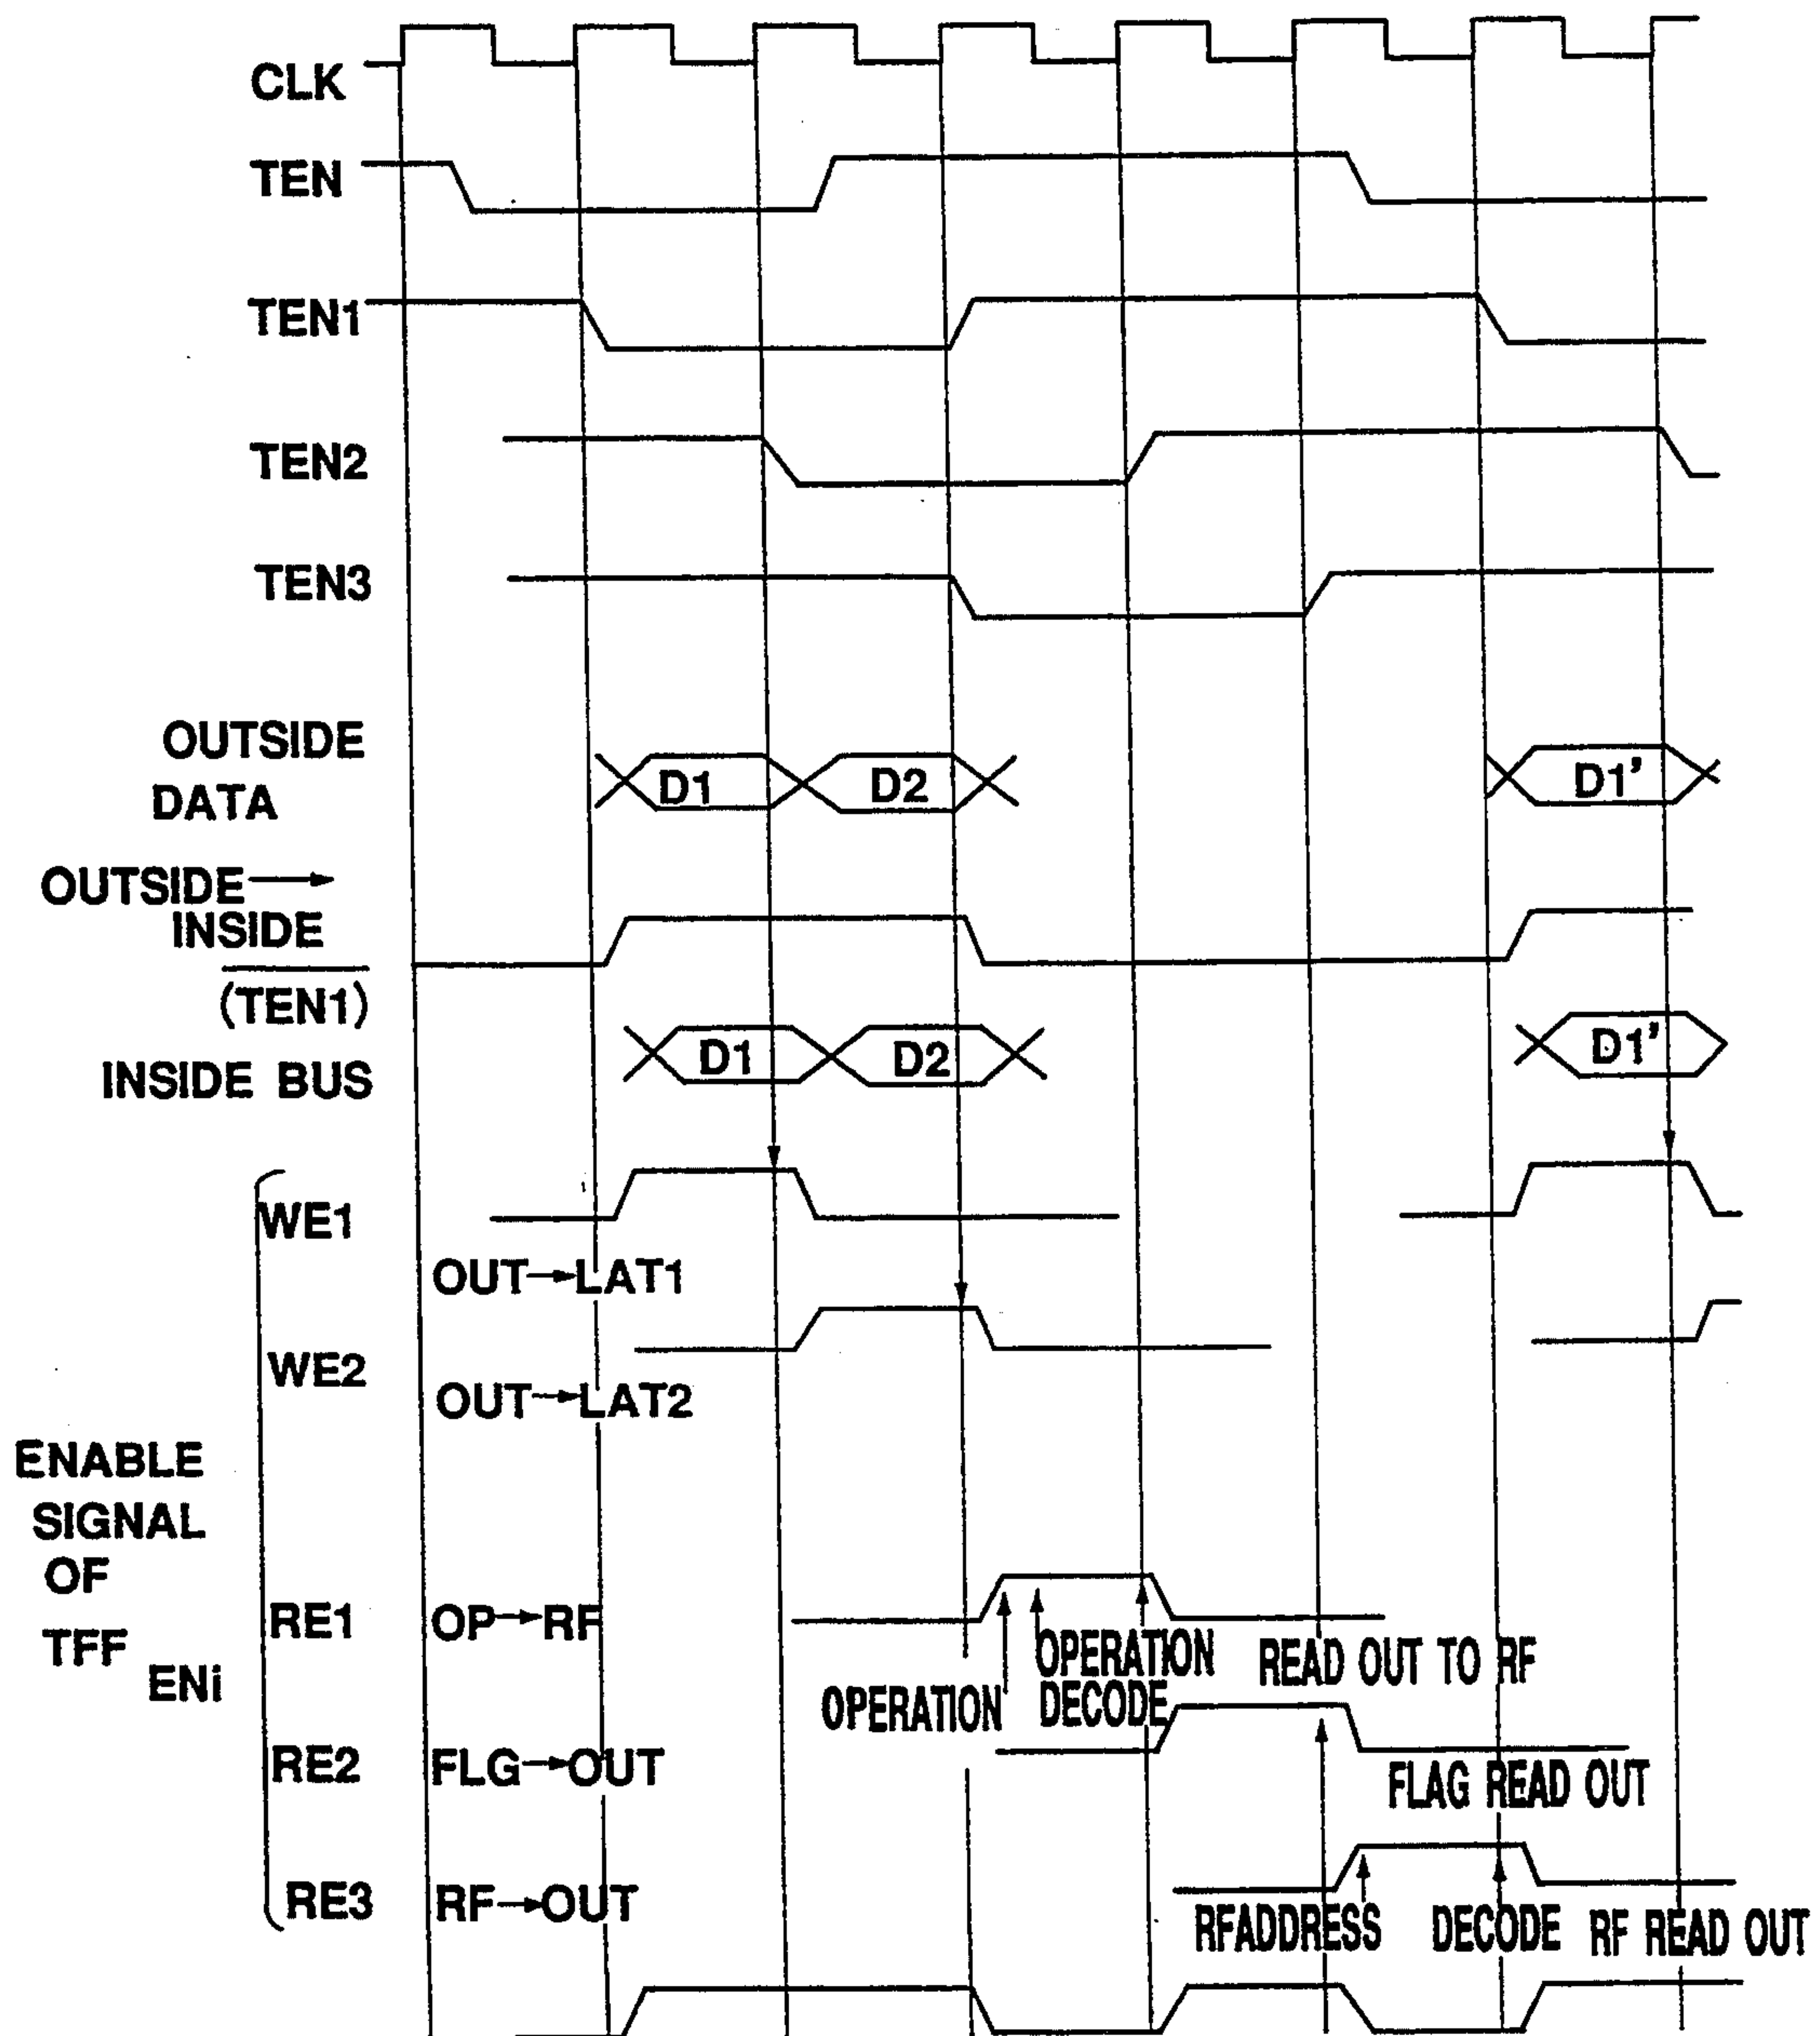 CLK
TEN
TEN1
TEN2
TEN3
OUTSIDE
DATA
D1
D2
D1'
OUTSIDE→
INSIDE
(TEN1)
INSIDE BUS
D1
D2
D1'
WE1
OUT→LAT1
WE2
OUT→LAT2
ENABLE
SIGNAL
OF
TFF
ENi
RE1
OP→RF
OPERATION
OPERATION
DECODE
READ OUT TO RF
RE2
FLG→OUT
FLAG READ OUT
RE3
RF→OUT
RFADDRESS
DECODE
RF READ OUT